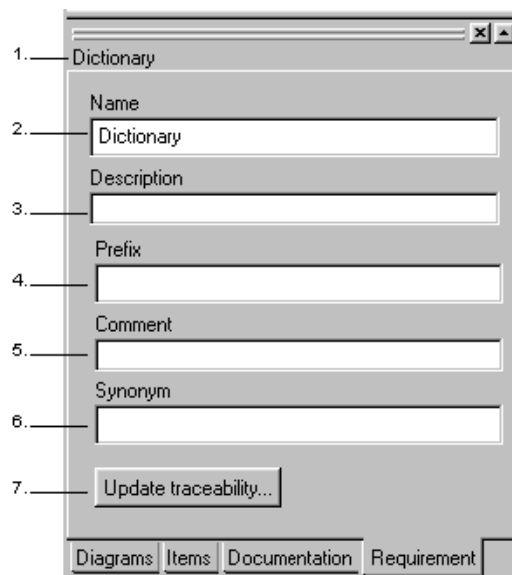 1. Dictionary
Name
2. Dictionary
Description
3.
Prefix
4.
Comment
5.
Synonym
6.
7. Update traceability...
Diagrams Items Documentation Requirement